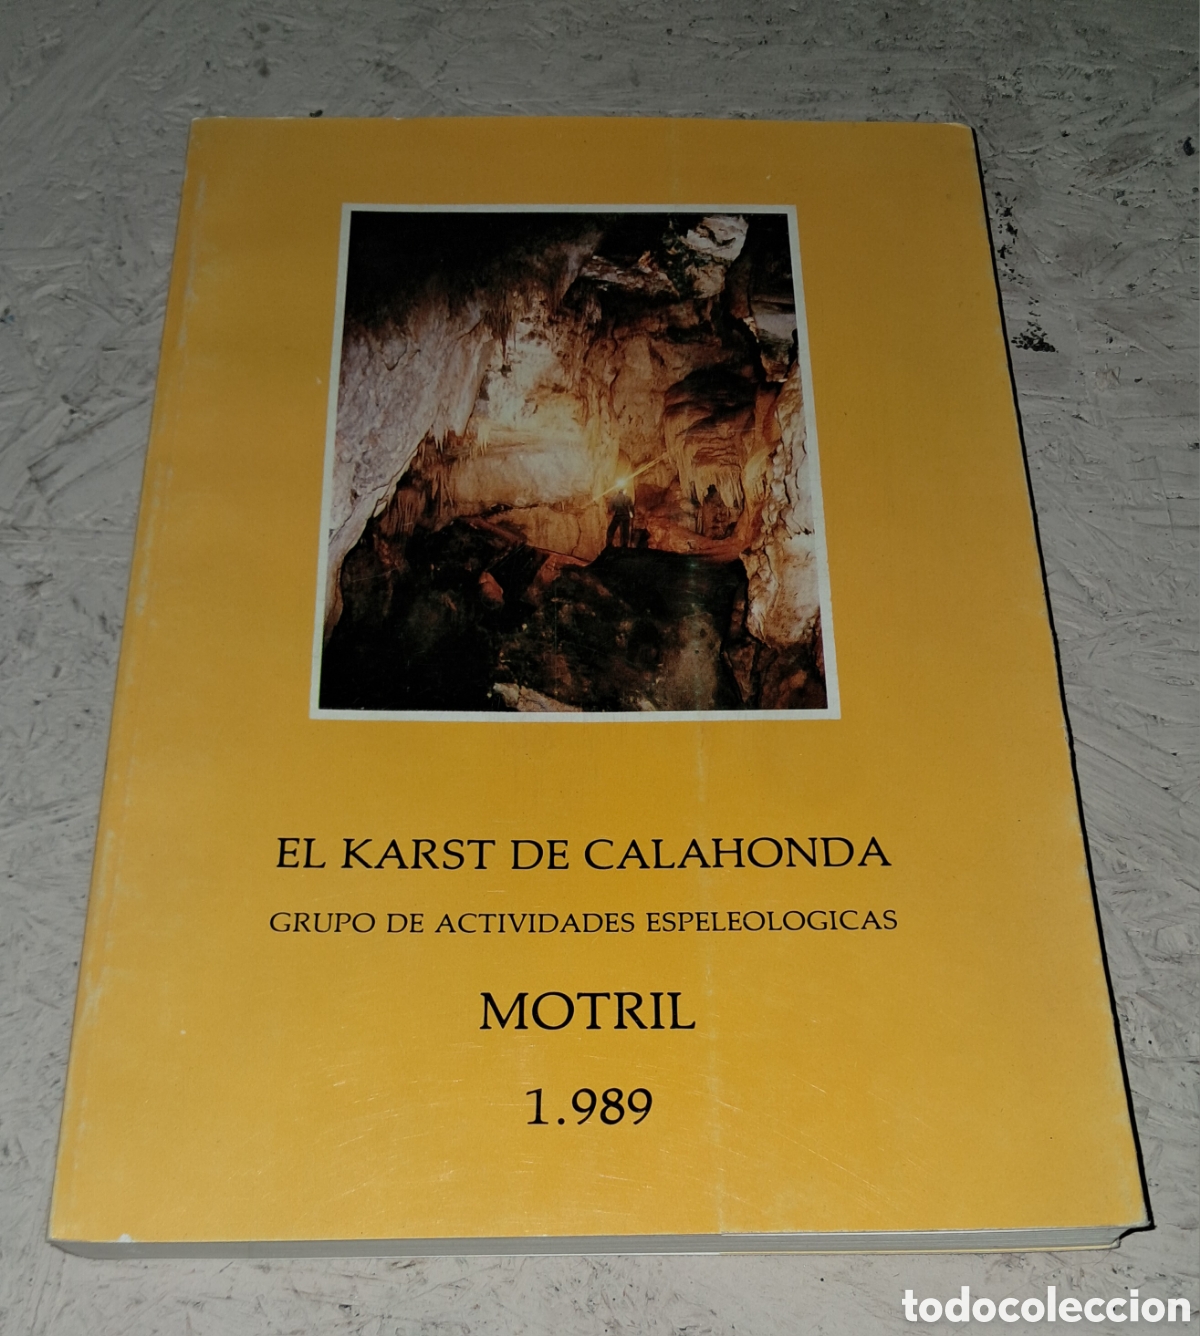 EL KARST DE CALAHONDA
GRUPO DE ACTIVIDADES ESPELEOLOGICAS
MOTRIL
1.989
todocoleccion